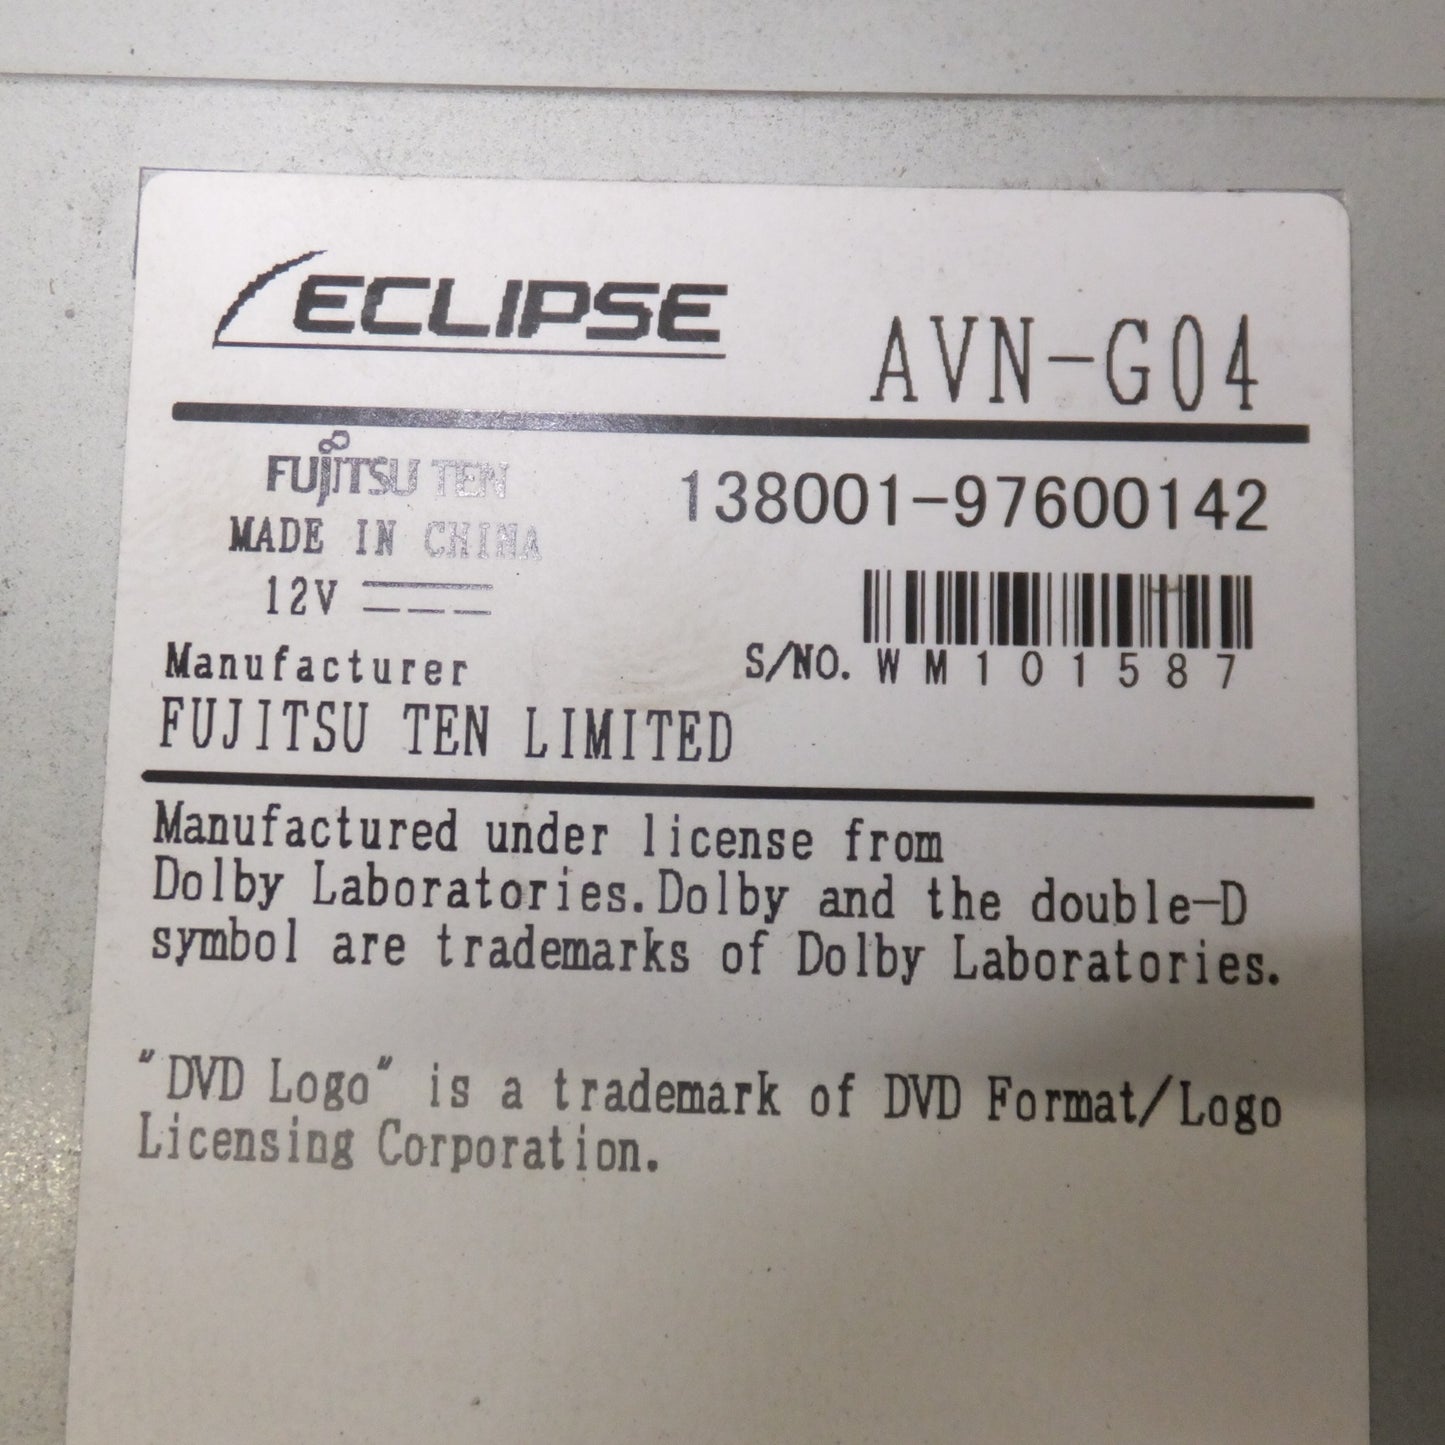 ECLIPSE AVN-G04
FUJITSU TEN 138001-97600142
MADE IN CHINA
12V
S/NO. WM101587
Manufacturer
FUJITSU TEN LIMITED
Manufactured under license from
Dolby Laboratories. Dolby and the double-D
symbol are trademarks of Dolby Laboratories.
"DVD Logo" is a trademark of DVD Format/Logo
Licensing Corporation.